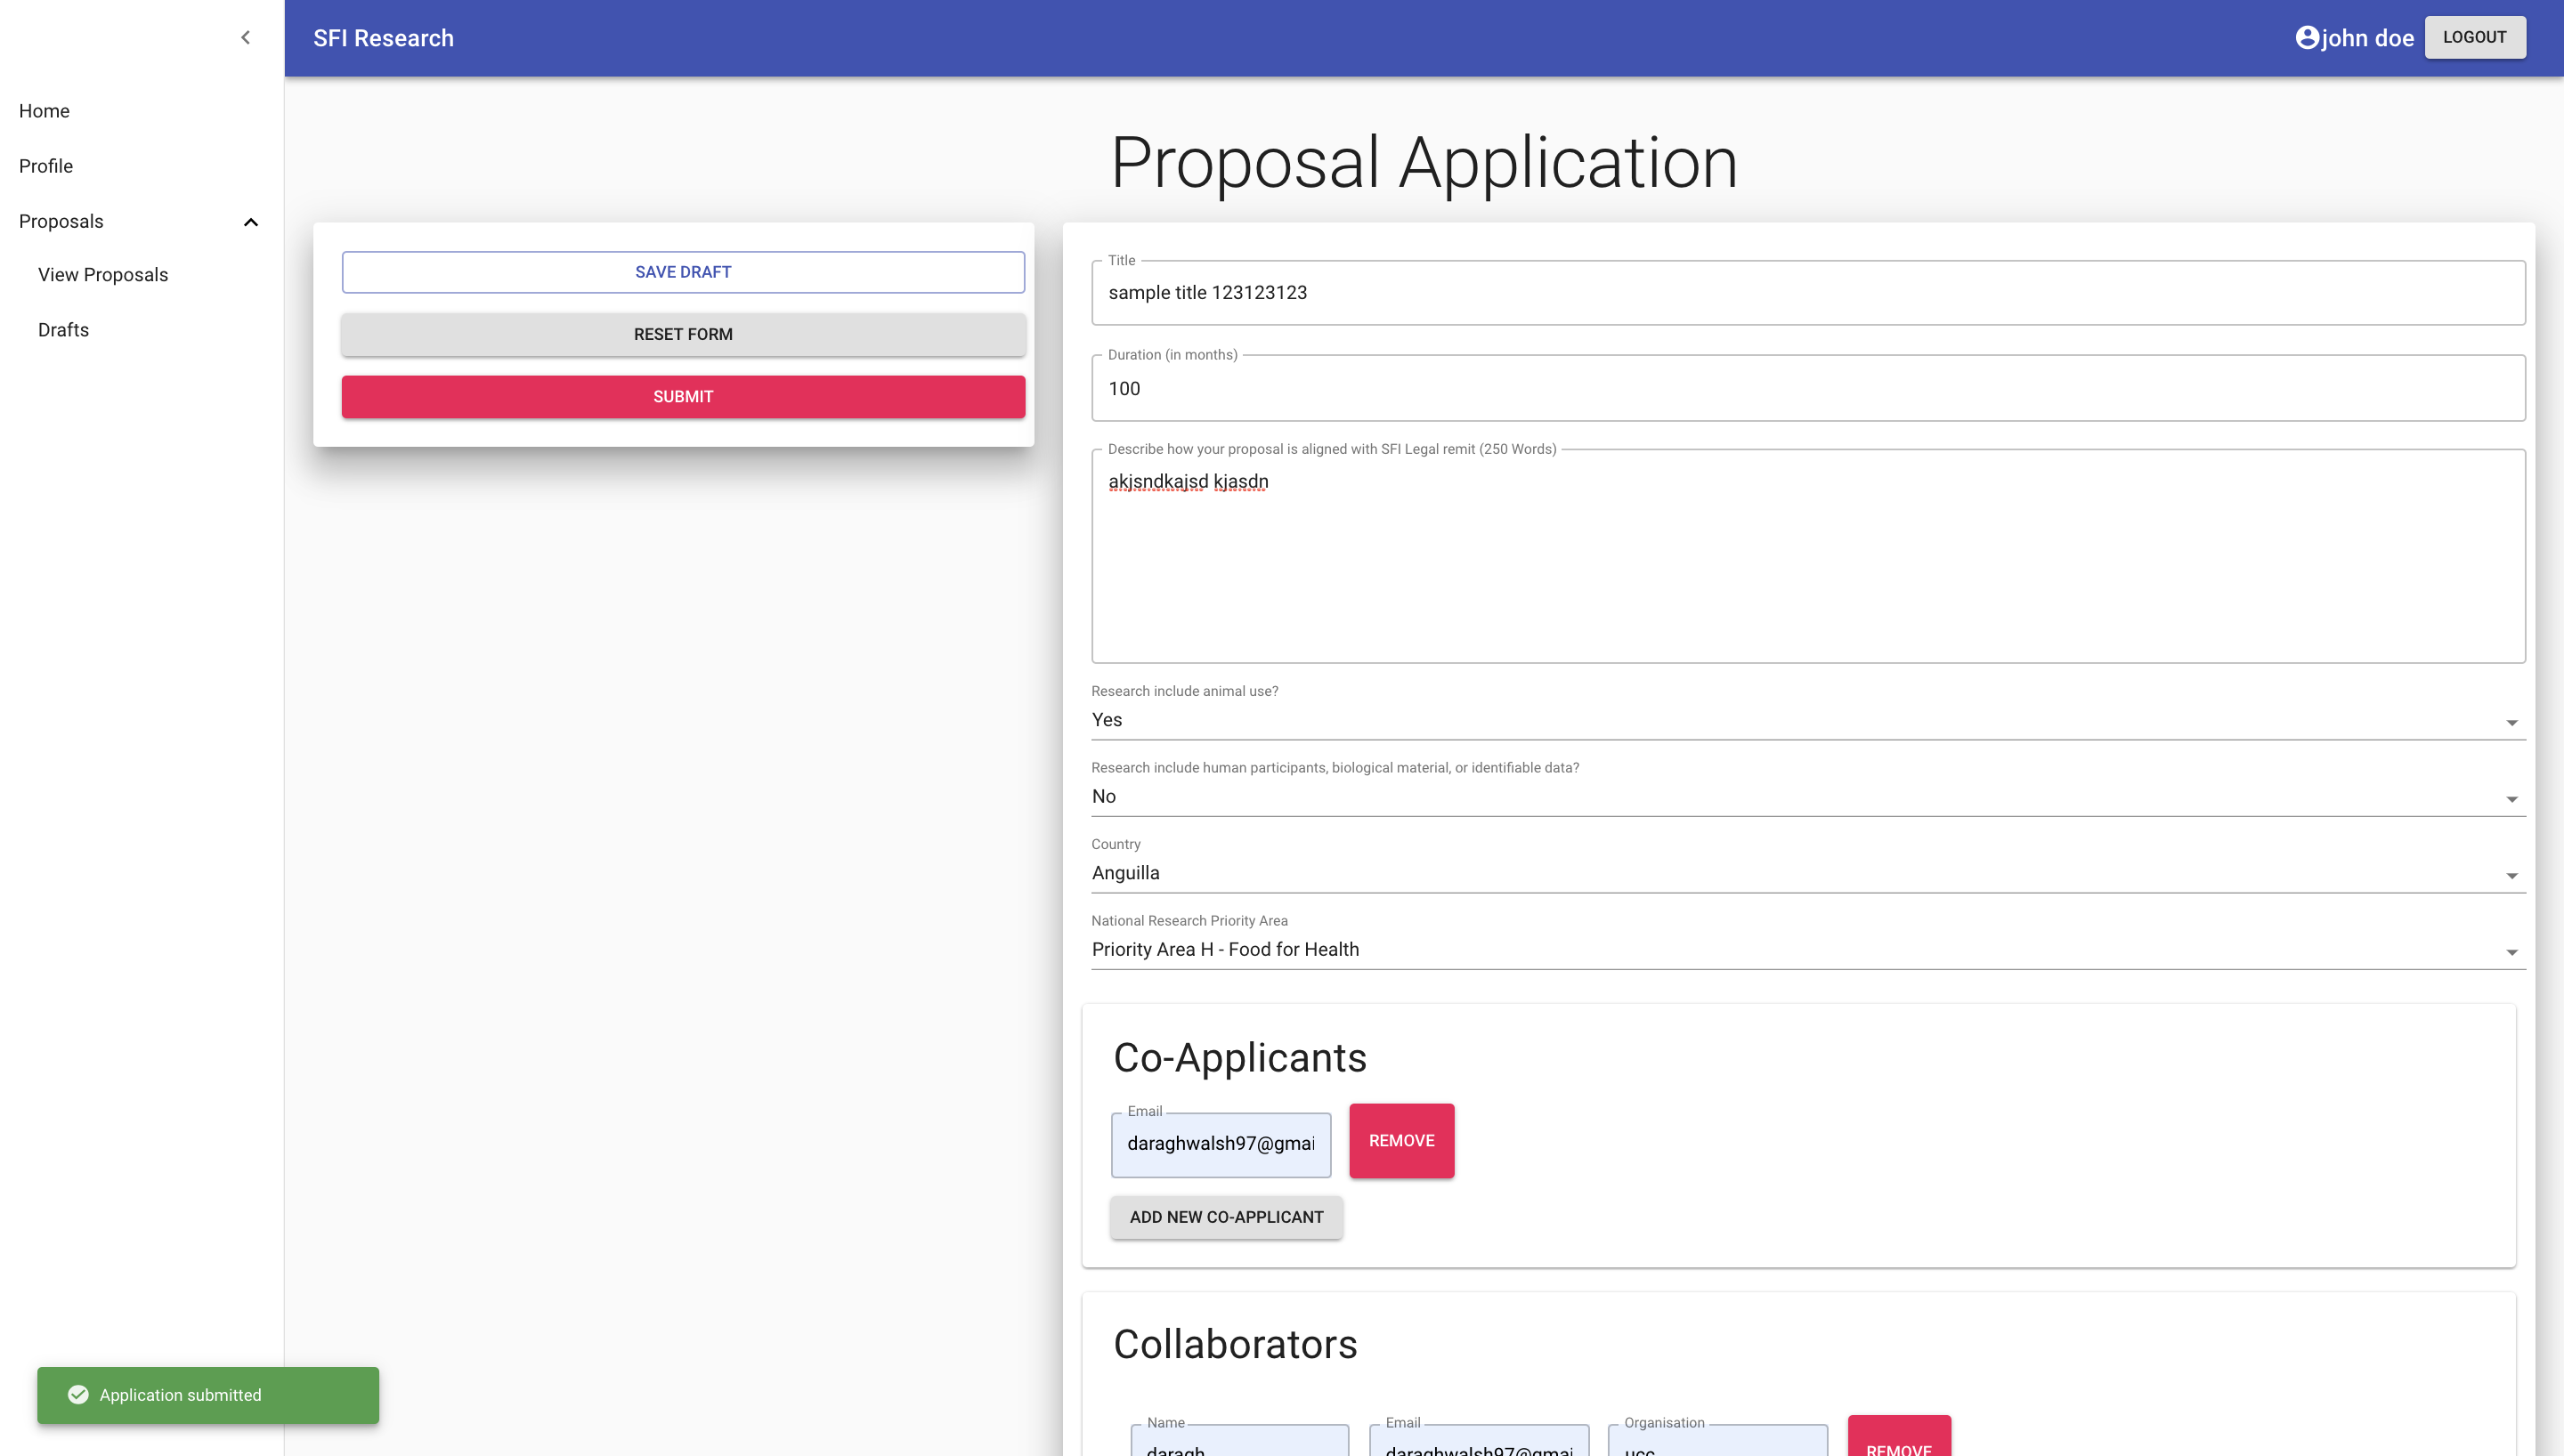 SFI Research
john doe
LOGOUT
Home
Profile
Proposals
View Proposals
Drafts
Proposal Application
SAVE DRAFT
RESET FORM
SUBMIT
Title
sample title 123123123
Duration (in months)
100
Describe how your proposal is aligned with SFI Legal remit (250 Words)
akjsndkajsd kjasdn
Research include animal use?
Yes
Research include human participants, biological material, or identifiable data?
No
Country
Anguilla
National Research Priority Area
Priority Area H - Food for Health
Co-Applicants
Email
daraghwalsh97@gmai
REMOVE
ADD NEW CO-APPLICANT
Collaborators
Name
Email
Organisation
daragh
daraghwalsh97@gmai
ucc
REMOVE
Application submitted